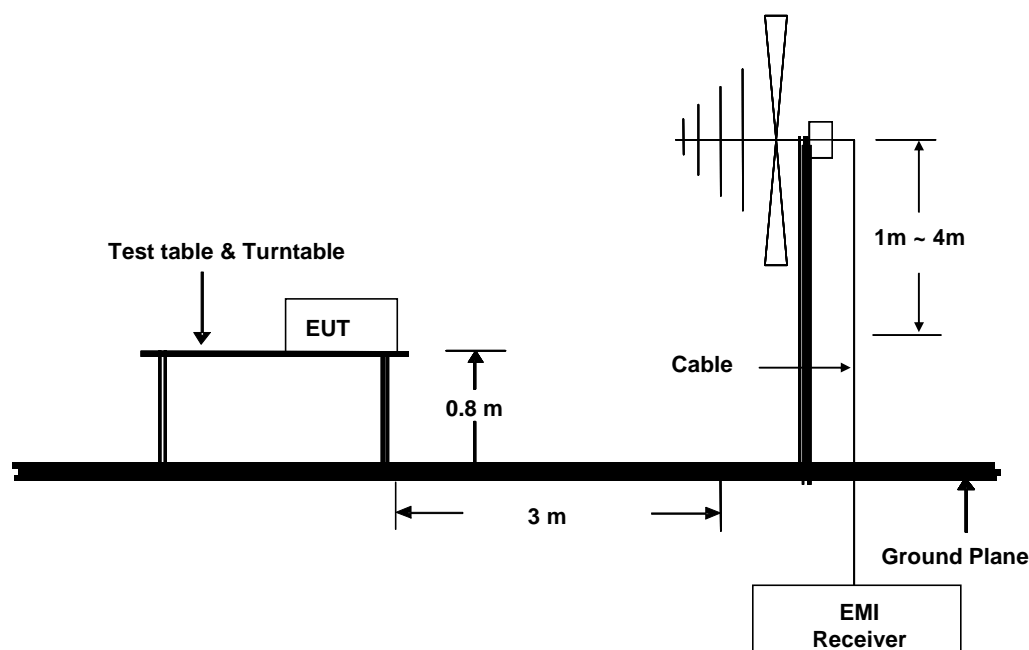 1m ~ 4m
Test table & Turntable
EUT
Cable
0.8 m
3 m
Ground Plane
EMI
Receiver